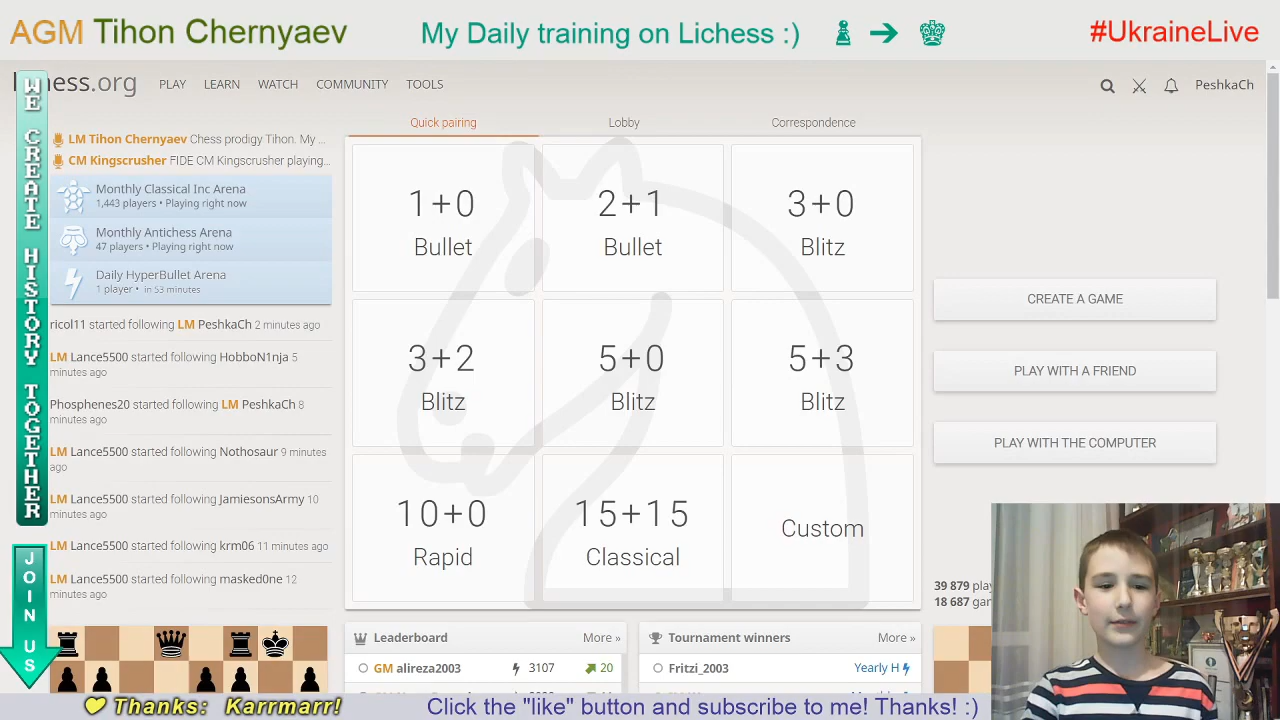 AGM Tihon Chernyaev
My Daily training on Lichess :)
#UkraineLive
WE CREATE HISTORY TOGETHER
JOIN US
hess.org
PLAY
LEARN
WATCH
COMMUNITY
TOOLS
PeshkaCh
LM Tihon Chernyaev Chess prodigy Tihon. My ...
CM Kingscrusher FIDE CM Kingscrusher playing...
Monthly Classical Inc Arena
1,443 players • Playing right now
Monthly Antichess Arena
47 players • Playing right now
Daily HyperBullet Arena
1 player • in 53 minutes
ricol11 started following LM PeshkaCh 2 minutes ago
LM Lance5500 started following HobboN1nja 5
minutes ago
Phosphenes20 started following LM PeshkaCh 8
minutes ago
LM Lance5500 started following Nothosaur 9 minutes
ago
LM Lance5500 started following JamiesonsArmy 10
minutes ago
LM Lance5500 started following krm06 11 minutes ago
LM Lance5500 started following masked0ne 12
minutes ago
Quick pairing
Lobby
Correspondence
1+0
Bullet
2+1
Bullet
3+0
Blitz
3+2
Blitz
5+0
Blitz
5+3
Blitz
10+0
Rapid
15+15
Classical
Custom
CREATE A GAME
PLAY WITH A FRIEND
PLAY WITH THE COMPUTER
39 879 play
18 687 gam
Leaderboard
More »
GM alireza2003 3107 20
Tournament winners
More »
Fritzi_2003 Yearly H
Thanks: Karrmarr!
Click the "like" button and subscribe to me! Thanks! :)